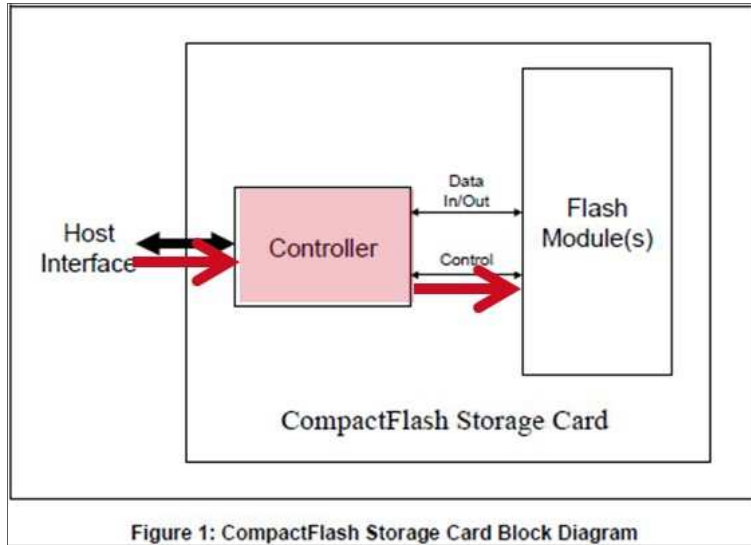 Data
In/Out
Flash
Module(s)
Host
Interface
Controller
Control
CompactFlash Storage Card
Figure 1: CompactFlash Storage Card Block Diagram